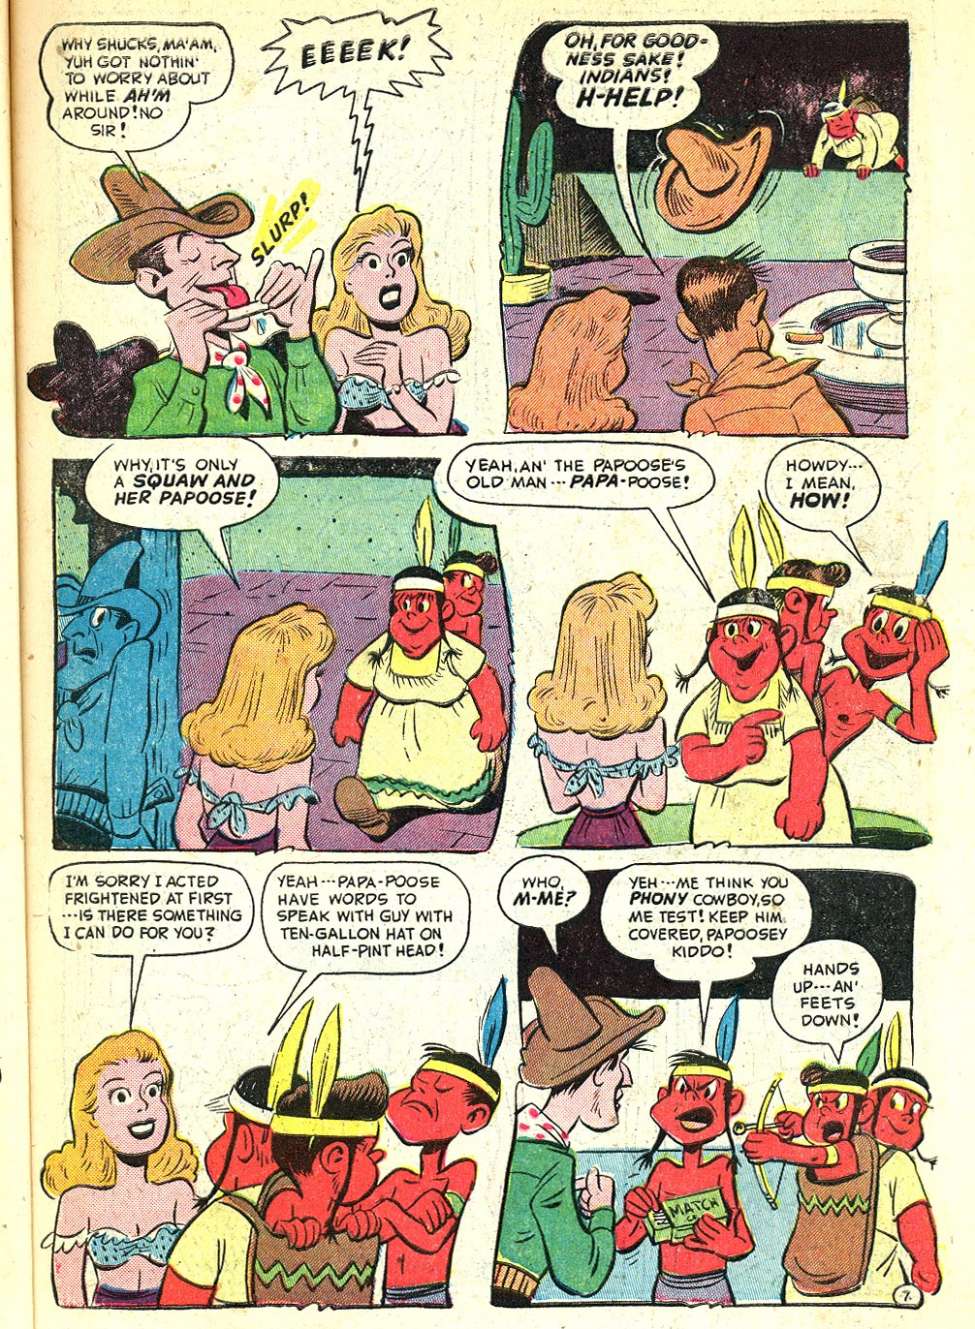 WHY SHUCKS, MA'AM,
YUH GOT NOTHIN'
TO WORRY ABOUT
WHILE AH'M
AROUND! NO
SIR!
EEEEK!
SLURP!
OH, FOR GOOD-
NESS SAKE!
INDIANS!
H-HELP!
WHY, IT'S ONLY
A SQUAW AND
HER PAPOOSE!
YEAH, AN' THE PAPOOSE'S
OLD MAN---PAPA-POOSE!
HOWDY---
I MEAN,
HOW!
I'M SORRY I ACTED
FRIGHTENED AT FIRST
---IS THERE SOMETHING
I CAN DO FOR YOU?
YEAH---PAPA-POOSE
HAVE WORDS TO
SPEAK WITH GUY WITH
TEN-GALLON HAT ON
HALF-PINT HEAD!
WHO,
M-ME?
YEH---ME THINK YOU
PHONY COWBOY, SO
ME TEST! KEEP HIM
COVERED, PAPOOSEY
KIDDO!
HANDS
UP---AN'
FEETS
DOWN!
MATCH
7.